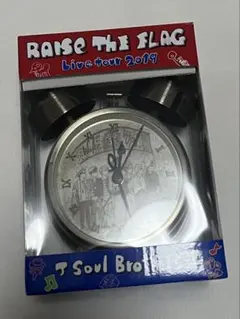 RAISE THE FLAG
Live tour 2019
J Soul Bro